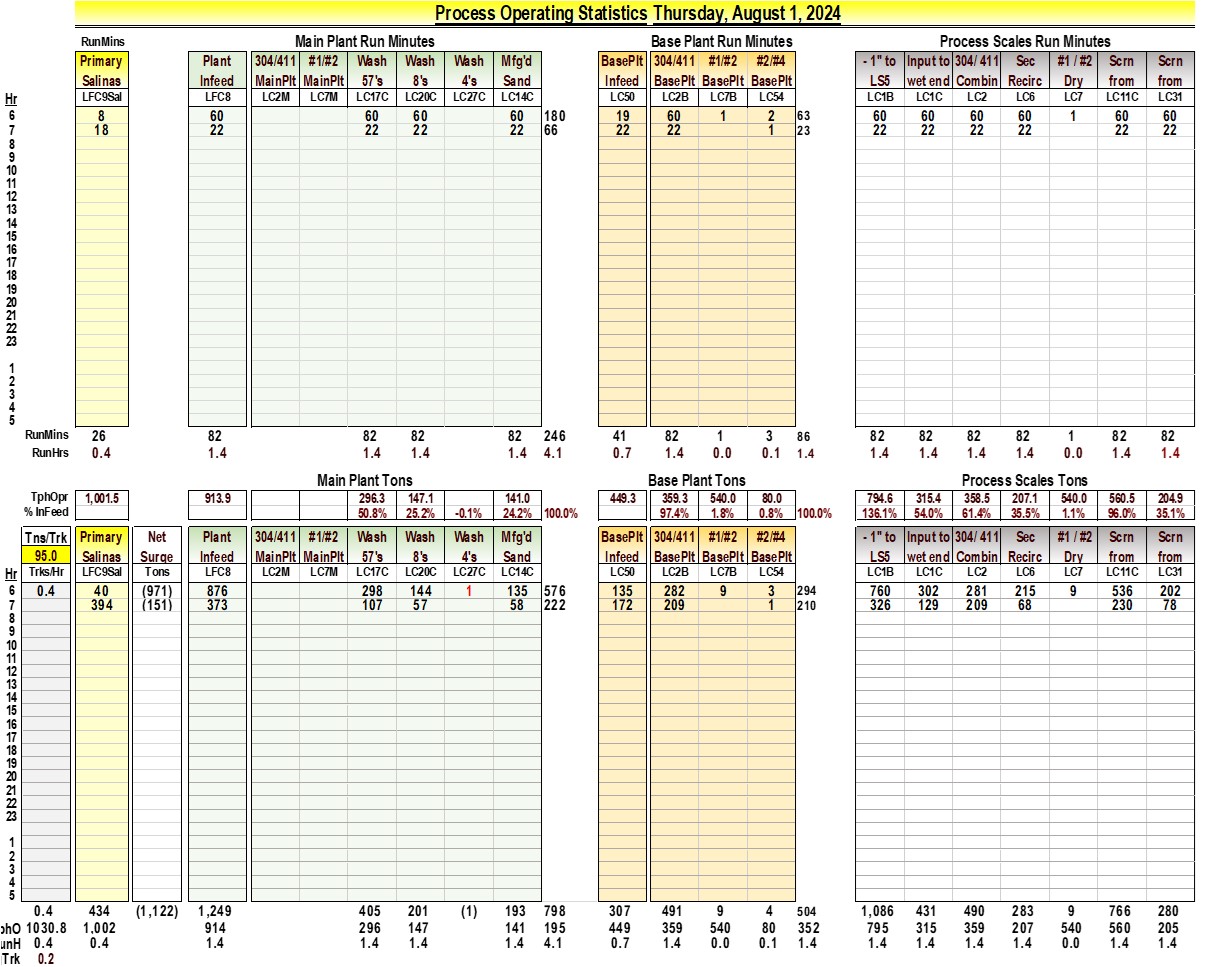 Process Operating Statistics Thursday, August 1, 2024
RunMins Main Plant Run Minutes Base Plant Run Minutes Process Scales Run Minutes
Primary Plant 304/411 #1/#2 Wash Wash Wash Mfg'd BasePlt 304/411 #1/#2 #2/#4 - 1" to Input to 304/ 411 Sec #1 / #2 Scrn Scrn
Salinas Infeed MainPlt MainPlt 57's 8's 4's Sand Infeed BasePlt BasePlt BasePlt LS5 wet end Combin Recirc Dry from from
Hr LFC9Sal LFC8 LC2M LC7M LC17C LC20C LC27C LC14C LC50 LC2B LC7B LC54 LC1B LC1C LC2 LC6 LC7 LC11C LC31
6 8 60 60 60 60 180 19 60 1 2 63 60 60 60 60 1 60 60
7 18 22 22 22 22 66 22 22 1 23 22 22 22 22 22 22
8
9
10
11
12
13
14
15
16
17
18
19
20
21
22
23
1
2
3
4
5
RunMins 26 82 82 82 82 246 41 82 1 3 86 82 82 82 82 1 82 82
RunHrs 0.4 1.4 1.4 1.4 1.4 4.1 0.7 1.4 0.0 0.1 1.4 1.4 1.4 1.4 1.4 0.0 1.4 1.4
Main Plant Tons Base Plant Tons Process Scales Tons
TphOpr 1,001.5 913.9 296.3 147.1 141.0 449.3 359.3 540.0 80.0 794.6 315.4 358.5 207.1 540.0 560.5 204.9
% InFeed 50.8% 25.2% -0.1% 24.2% 100.0% 97.4% 1.8% 0.8% 100.0% 136.1% 54.0% 61.4% 35.5% 1.1% 96.0% 35.1%
Tns/Trk Primary Net Plant 304/411 #1/#2 Wash Wash Wash Mfg'd BasePlt 304/411 #1/#2 #2/#4 - 1" to Input to 304/ 411 Sec #1 / #2 Scrn Scrn
95.0 Salinas Surge Infeed MainPlt MainPlt 57's 8's 4's Sand Infeed BasePlt BasePlt BasePlt LS5 wet end Combin Recirc Dry from from
Hr Trks/Hr LFC9Sal Tons LFC8 LC2M LC7M LC17C LC20C LC27C LC14C LC50 LC2B LC7B LC54 LC1B LC1C LC2 LC6 LC7 LC11C LC31
6 0.4 40 (971) 876 298 144 1 135 576 135 282 9 3 294 760 302 281 215 9 536 202
7 394 (151) 373 107 57 58 222 172 209 1 210 326 129 209 68 230 78
8
9
10
11
12
13
14
15
16
17
18
19
20
21
22
23
1
2
3
4
5
0.4 434 (1,122) 1,249 405 201 (1) 193 798 307 491 9 4 504 1,086 431 490 283 9 766 280
phO 1030.8 1,002 914 296 147 141 195 449 359 540 80 352 795 315 359 207 540 560 205
unH 0.4 0.4 1.4 1.4 1.4 1.4 4.1 0.7 1.4 0.0 0.1 1.4 1.4 1.4 1.4 1.4 0.0 1.4 1.4
Trk 0.2